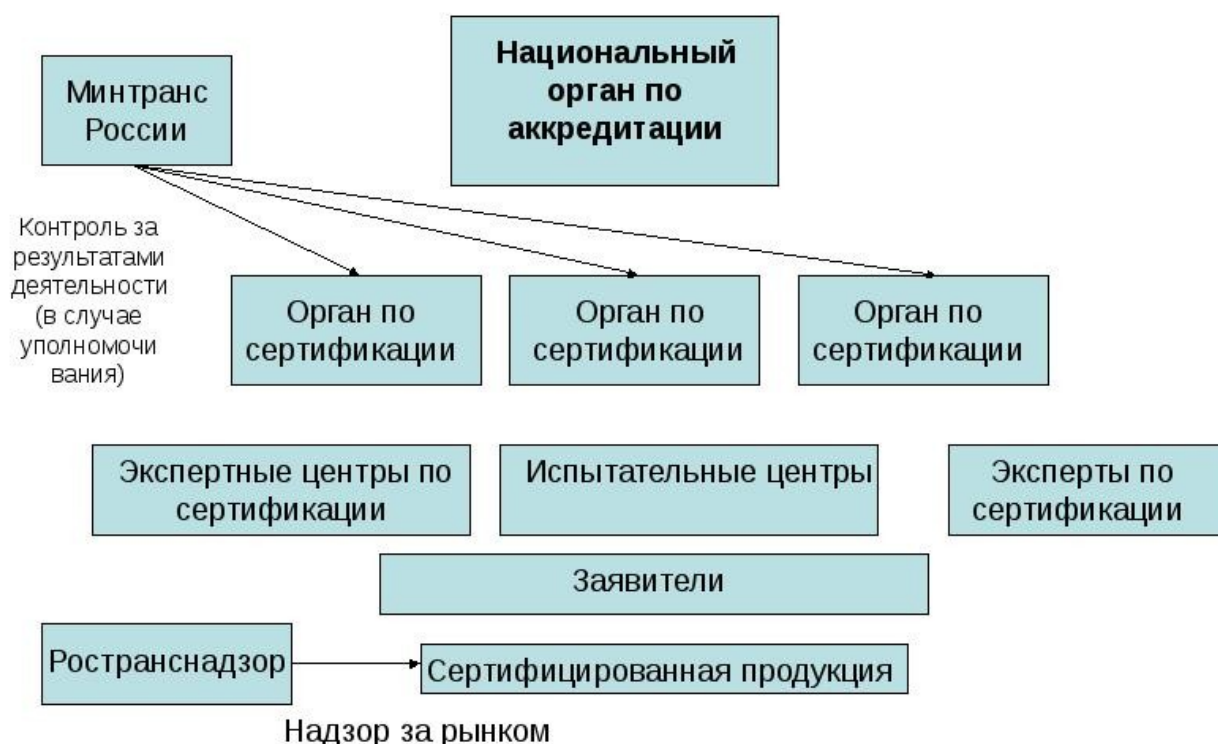 Национальный
орган по
аккредитации
Минтранс
России
Контроль за
результатами
деятельности
(в случае
уполномочи
вания)
Орган по
сертификации
Орган по
сертификации
Орган по
сертификации
Экспертные центры по
сертификации
Испытательные центры
Эксперты по
сертификации
Заявители
Ространснадзор
Сертифицированная продукция
Надзор за рынком